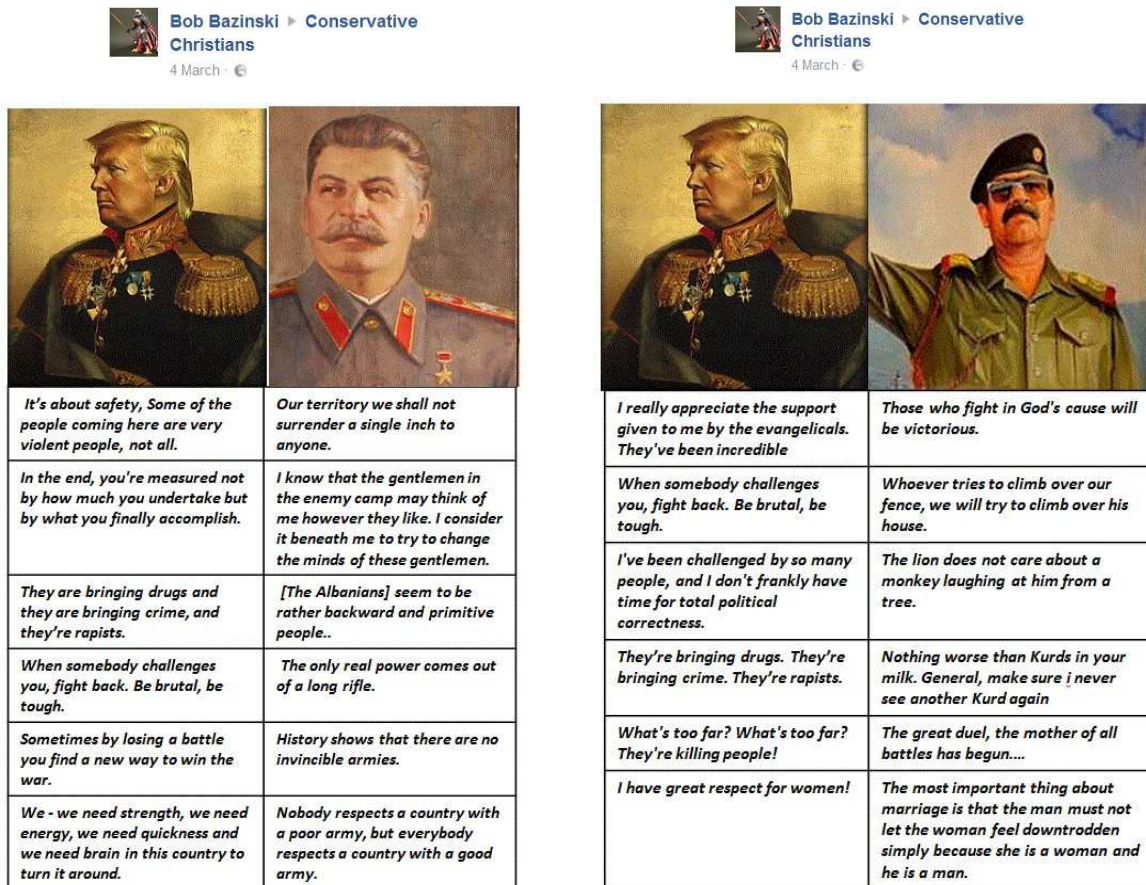 Bob Bazinski ▶ Conservative
Christians
4 March ·
It's about safety, Some of the
people coming here are very
violent people, not all.
Our territory we shall not
surrender a single inch to
anyone.
In the end, you're measured not
by how much you undertake but
by what you finally accomplish.
I know that the gentlemen in
the enemy camp may think of
me however they like. I consider
it beneath me to try to change
the minds of these gentlemen.
They are bringing drugs and
they are bringing crime, and
they're rapists.
[The Albanians] seem to be
rather backward and primitive
people..
When somebody challenges
you, fight back. Be brutal, be
tough.
The only real power comes out
of a long rifle.
Sometimes by losing a battle
you find a new way to win the
war.
History shows that there are no
invincible armies.
We - we need strength, we need
energy, we need quickness and
we need brain in this country to
turn it around.
Nobody respects a country with
a poor army, but everybody
respects a country with a good
army.
Bob Bazinski ▶ Conservative
Christians
4 March ·
I really appreciate the support
given to me by the evangelicals.
They've been incredible
Those who fight in God's cause will
be victorious.
When somebody challenges
you, fight back. Be brutal, be
tough.
Whoever tries to climb over our
fence, we will try to climb over his
house.
I've been challenged by so many
people, and I don't frankly have
time for total political
correctness.
The lion does not care about a
monkey laughing at him from a
tree.
They're bringing drugs. They're
bringing crime. They're rapists.
Nothing worse than Kurds in your
milk. General, make sure i never
see another Kurd again
What's too far? What's too far?
They're killing people!
The great duel, the mother of all
battles has begun....
I have great respect for women!
The most important thing about
marriage is that the man must not
let the woman feel downtrodden
simply because she is a woman and
he is a man.